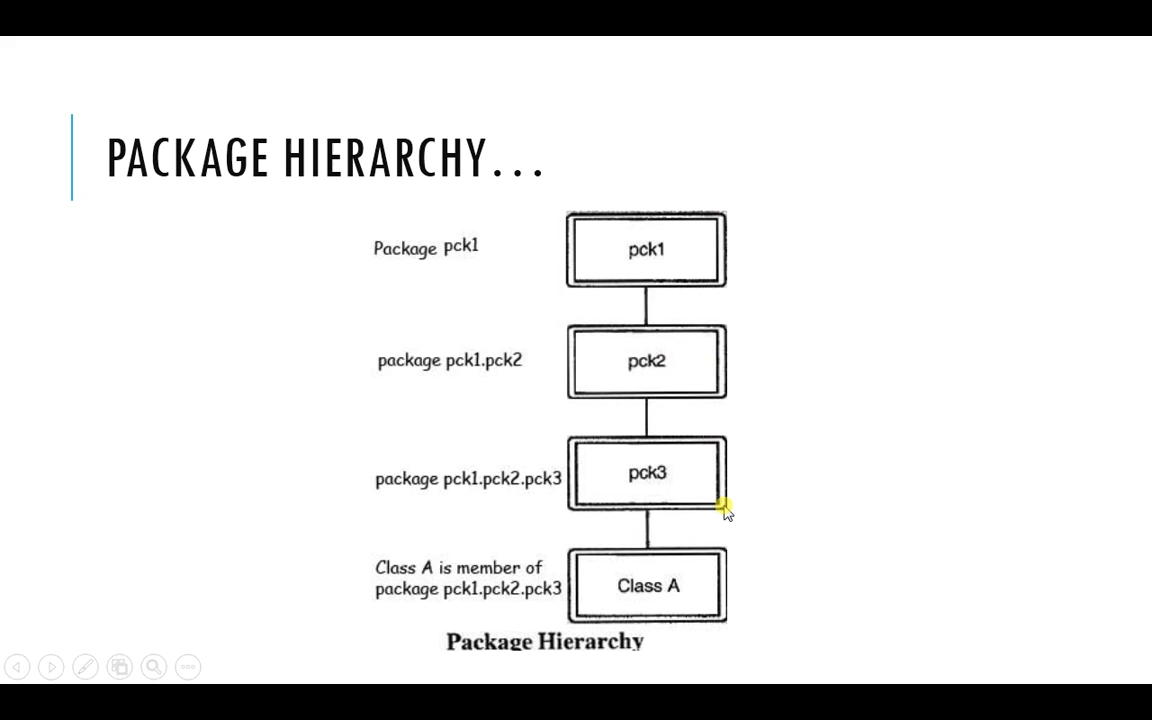 PACKAGE HIERARCHY...
Package pck1
pck1
package pck1.pck2
pck2
package pck1.pck2.pck3
pck3
Class A is member of
package pck1.pck2.pck3
Class A
Package Hierarchy